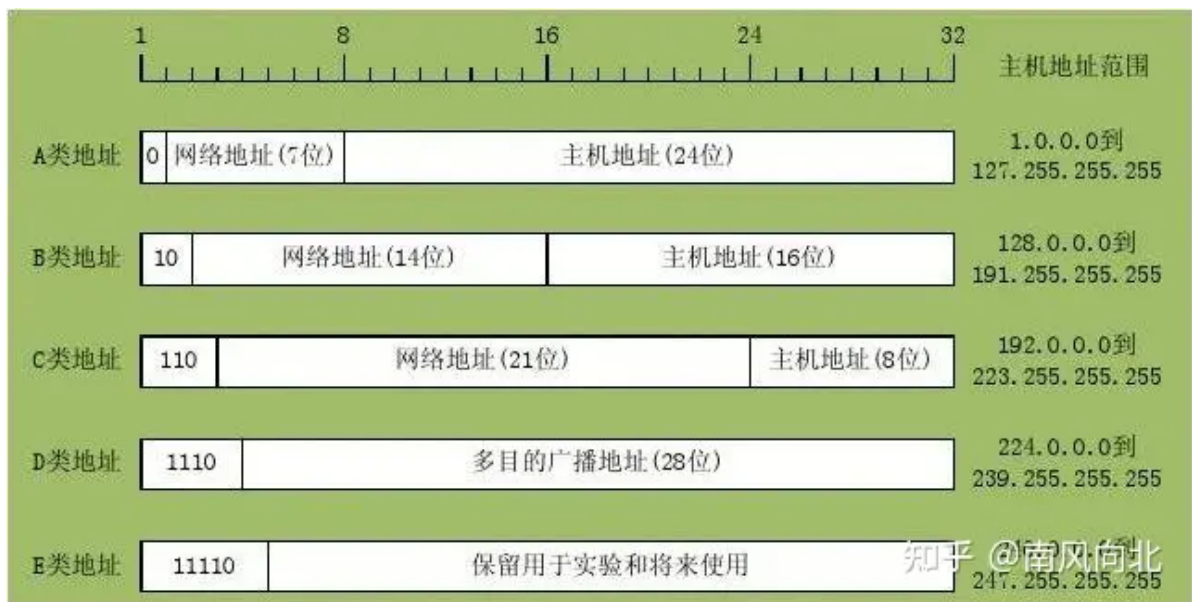 1 8 16 24 32
主机地址范围
A类地址 0 网络地址(7位) 主机地址(24位) 1.0.0.0到
127.255.255.255
B类地址 10 网络地址(14位) 主机地址(16位) 128.0.0.0到
191.255.255.255
C类地址 110 网络地址(21位) 主机地址(8位) 192.0.0.0到
223.255.255.255
D类地址 1110 多目的广播地址(28位) 224.0.0.0到
239.255.255.255
E类地址 11110 保留用于实验和将来使用
知乎 @南风向北
247.255.255.255